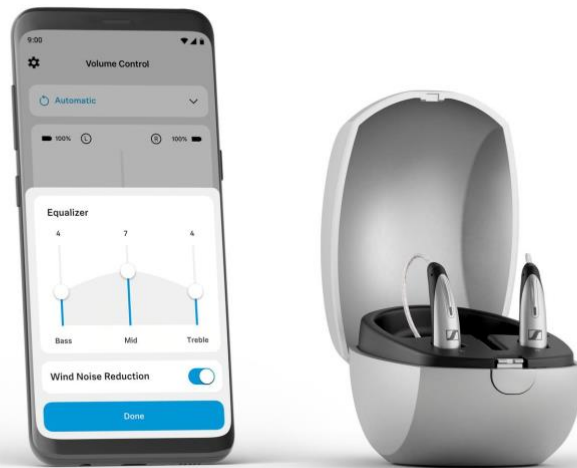 9:00
Volume Control
Automatic
100% L R 100%
Equalizer
4 7 4
Bass Mid Treble
Wind Noise Reduction
Done